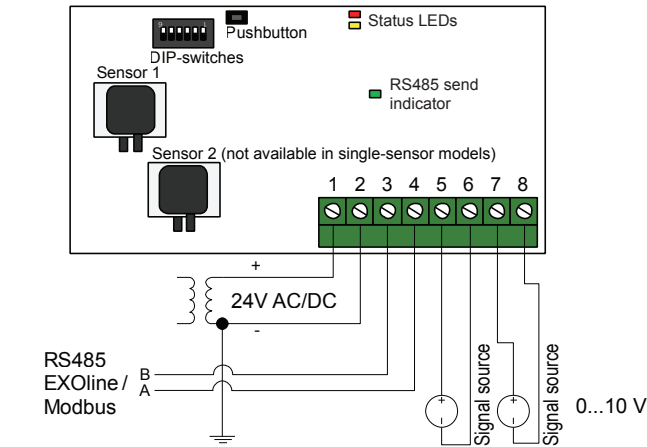 6 1
Pushbutton
Status LEDs
DIP-switches
Sensor 1
RS485 send
indicator
Sensor 2 (not available in single-sensor models)
1 2 3 4 5 6 7 8
+
24V AC/DC
-
RS485
EXOline /
Modbus
B
A
+
-
Signal source
+
-
Signal source
0...10 V